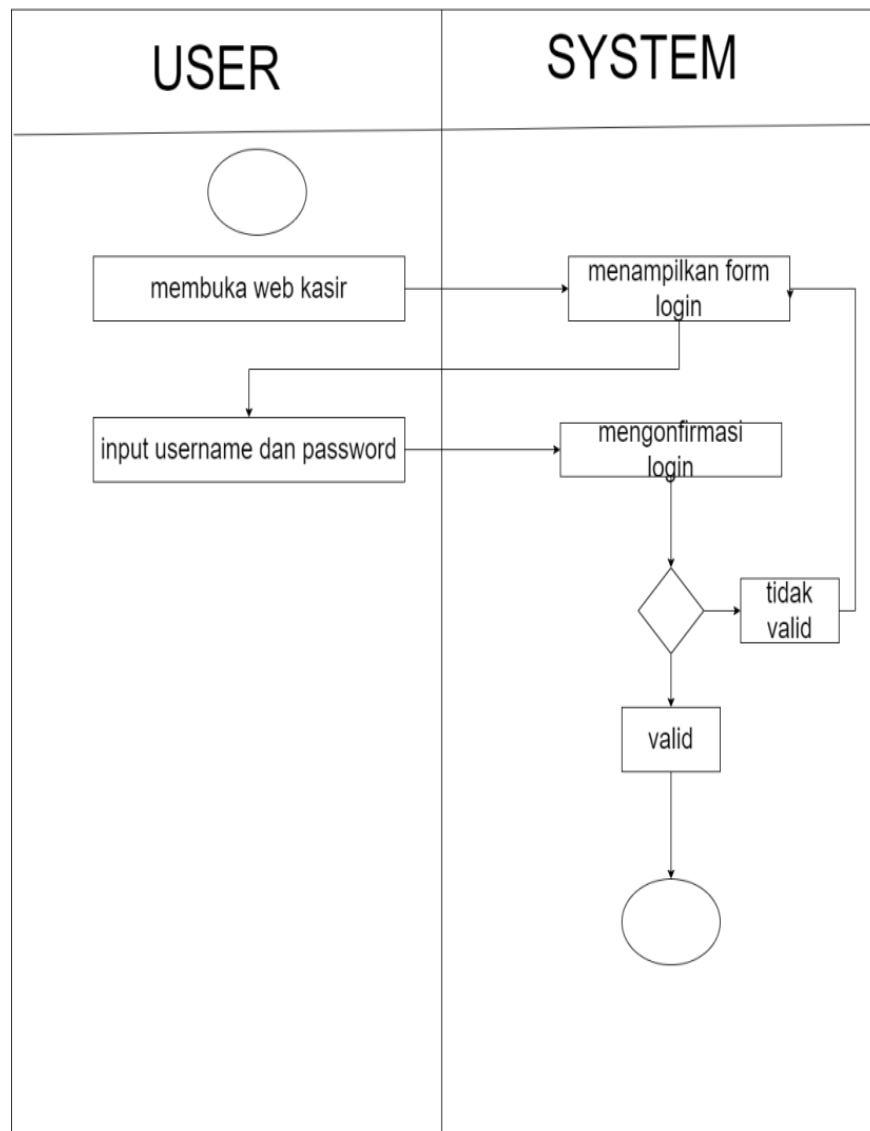 USER
SYSTEM
membuka web kasir
menampilkan form
login
input username dan password
mengonfirmasi
login
tidak
valid
valid